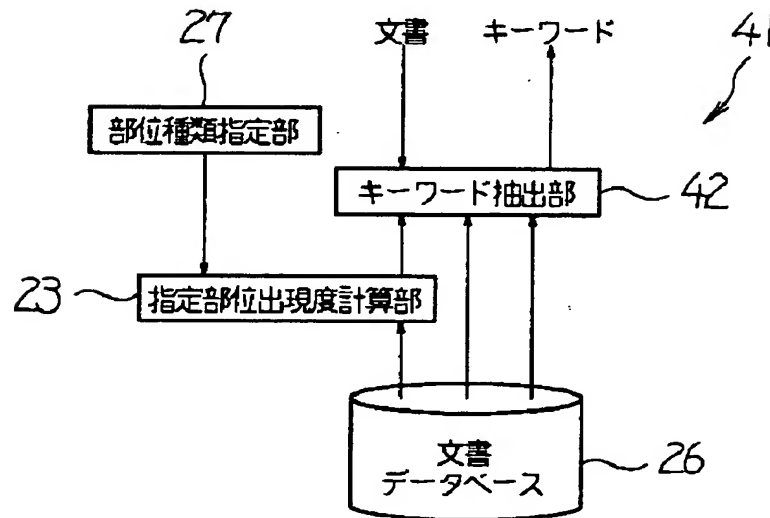 27
文書
キーワード
41
部位種類指定部
キーワード抽出部
42
23
指定部位出現度計算部
文書
データベース
26